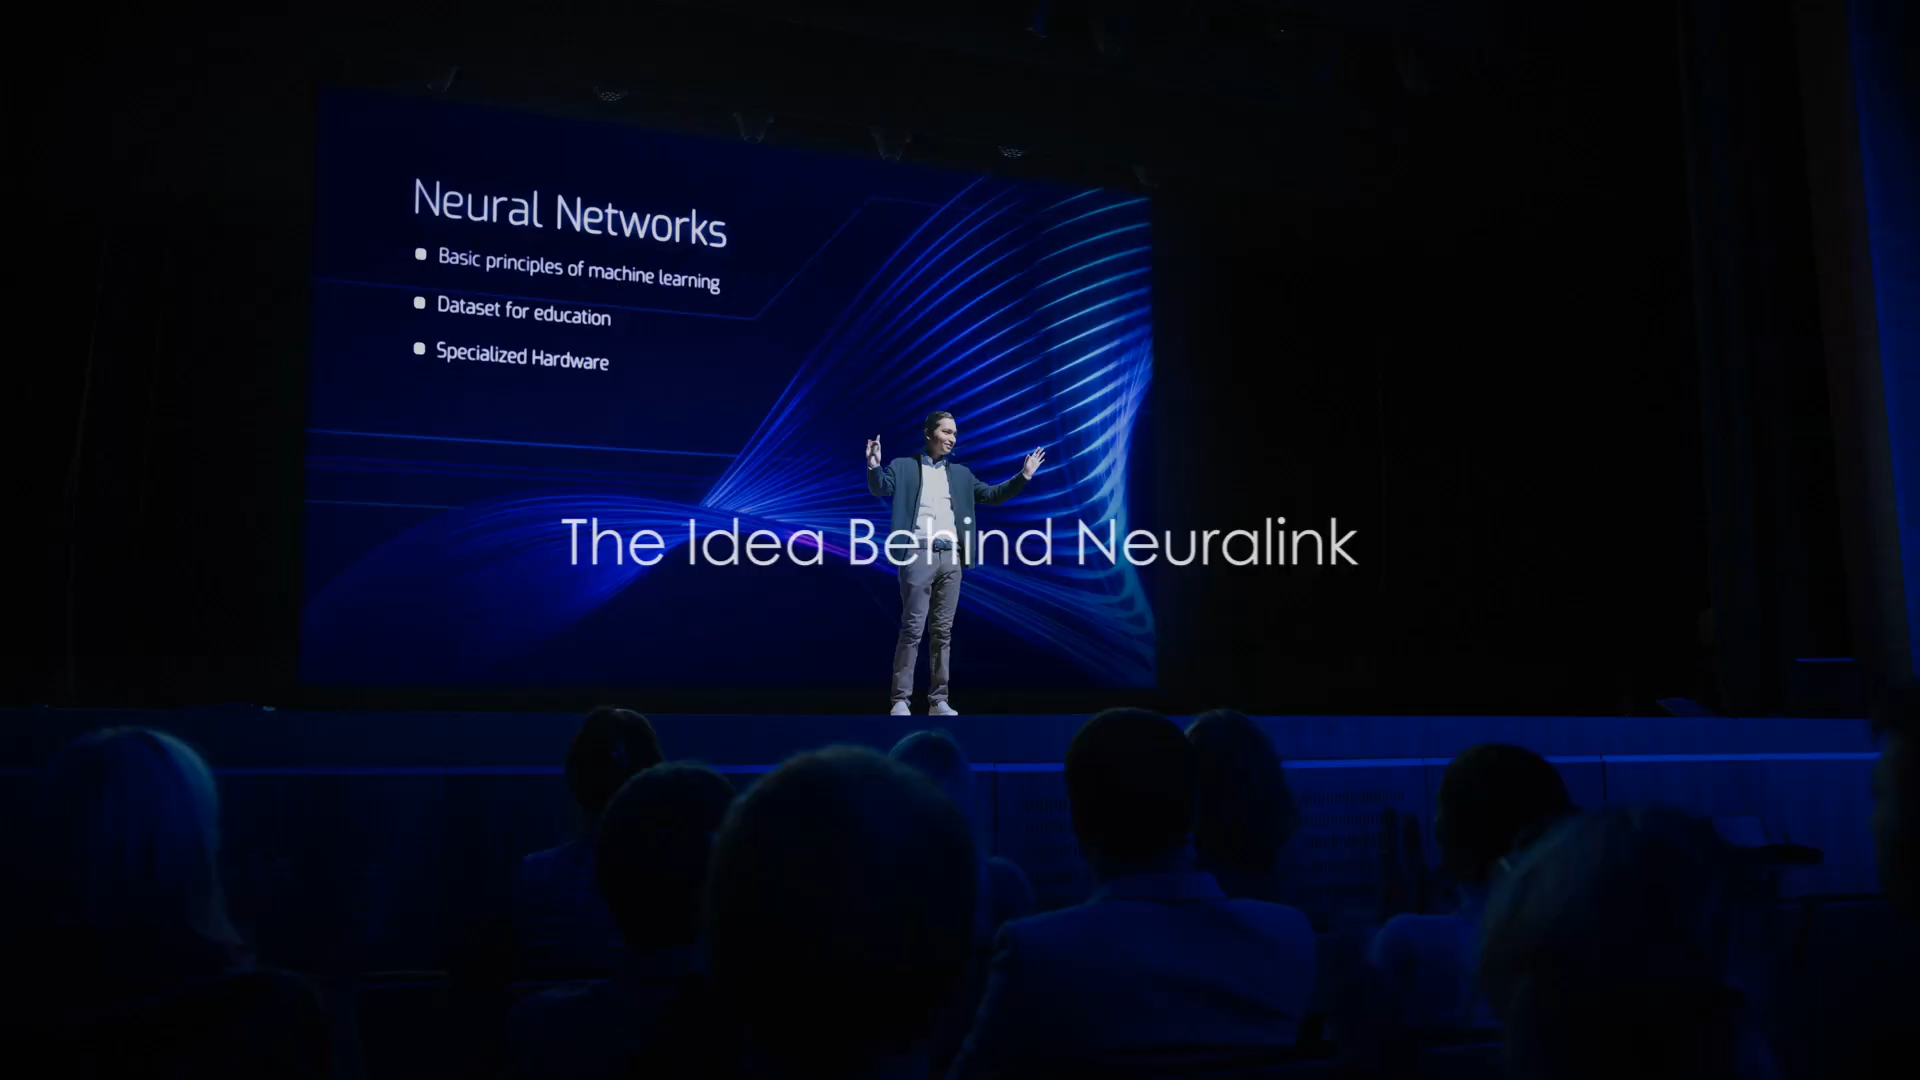 Neural Networks
Basic principles of machine learning
Dataset for education
Specialized Hardware
The Idea Behind Neuralink